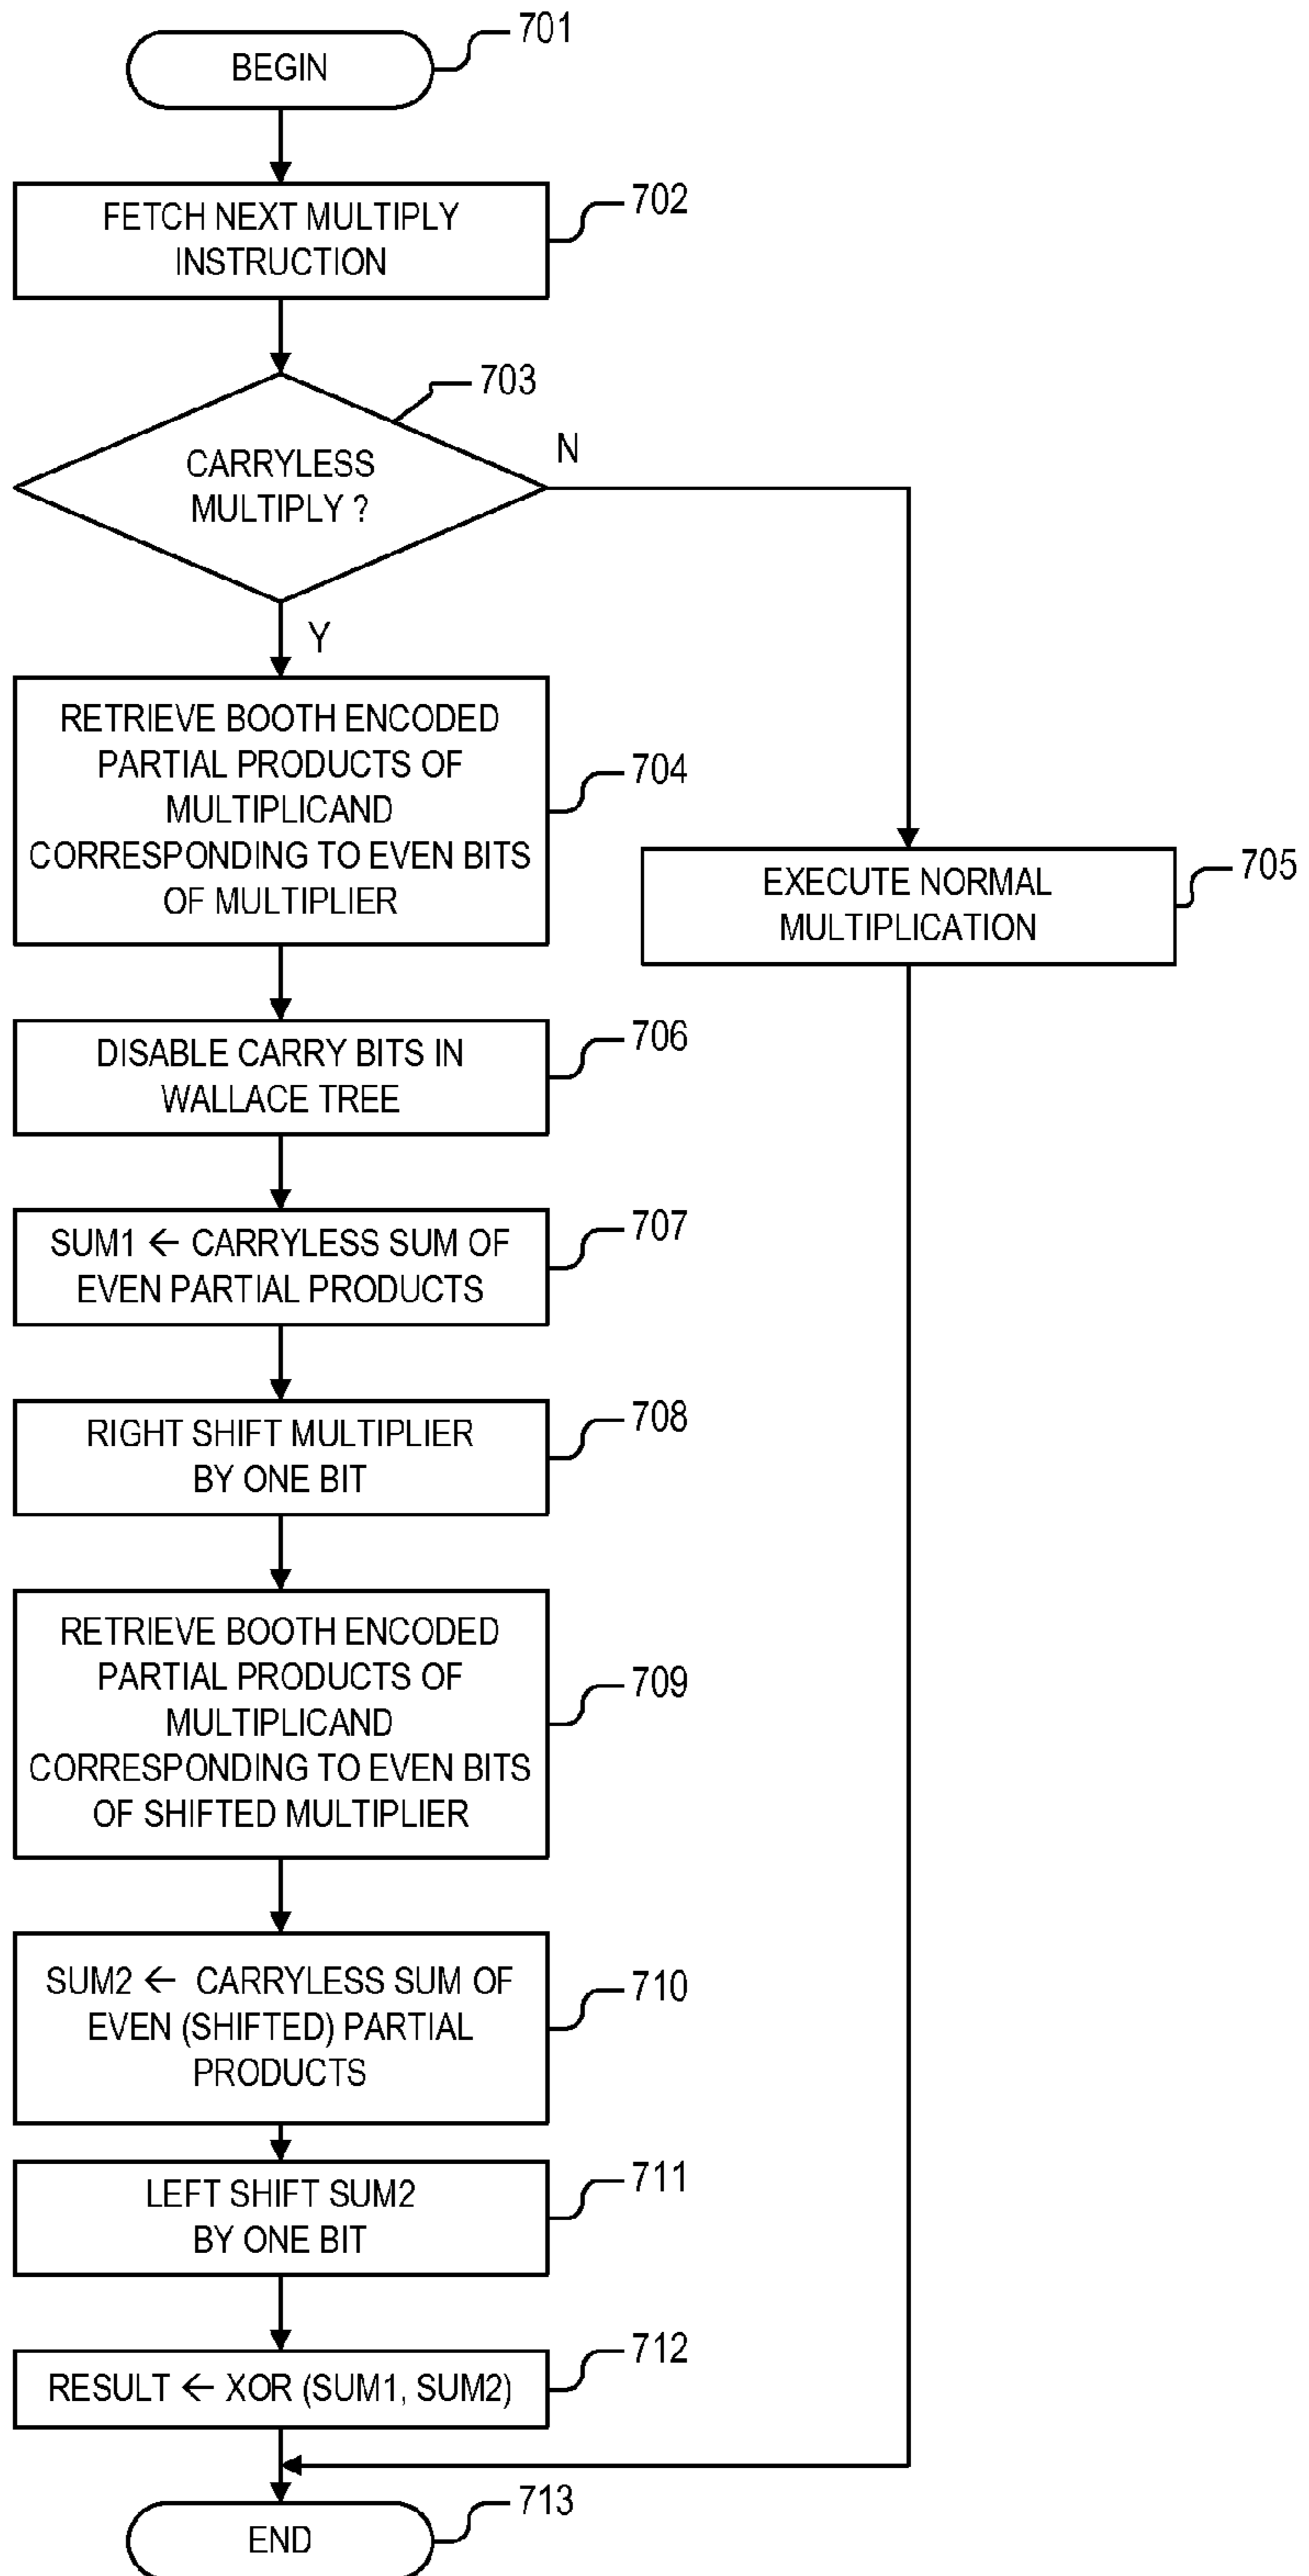 BEGIN
701
FETCH NEXT MULTIPLY
INSTRUCTION
702
703
CARRYLESS
MULTIPLY ?
N
Y
RETRIEVE BOOTH ENCODED
PARTIAL PRODUCTS OF
MULTIPLICAND
CORRESPONDING TO EVEN BITS
OF MULTIPLIER
704
EXECUTE NORMAL
MULTIPLICATION
705
DISABLE CARRY BITS IN
WALLACE TREE
706
SUM1 ← CARRYLESS SUM OF
EVEN PARTIAL PRODUCTS
707
RIGHT SHIFT MULTIPLIER
BY ONE BIT
708
RETRIEVE BOOTH ENCODED
PARTIAL PRODUCTS OF
MULTIPLICAND
CORRESPONDING TO EVEN BITS
OF SHIFTED MULTIPLIER
709
SUM2 ← CARRYLESS SUM OF
EVEN (SHIFTED) PARTIAL
PRODUCTS
710
LEFT SHIFT SUM2
BY ONE BIT
711
RESULT ← XOR (SUM1, SUM2)
712
END
713